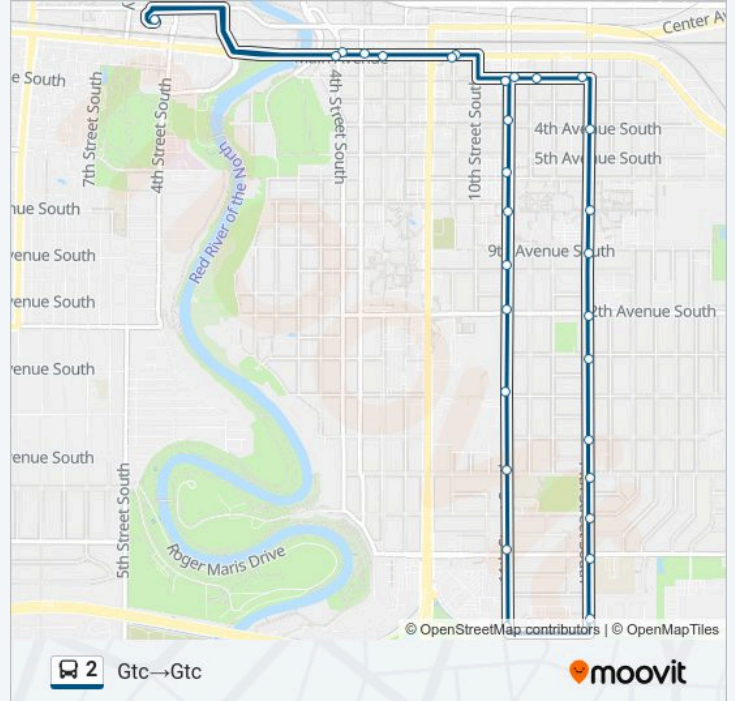 Center Av
Main Avenue
e South
7th Street South
4th Street South
4th Street South
10th Street South
4th Avenue South
5th Avenue South
Red River of the North
nue South
9th Avenue South
venue South
venue South
2th Avenue South
venue South
venue South
5th Street South
Roger Maris Drive
© OpenStreetMap contributors | © OpenMapTiles
2 Gtc→Gtc
moovit